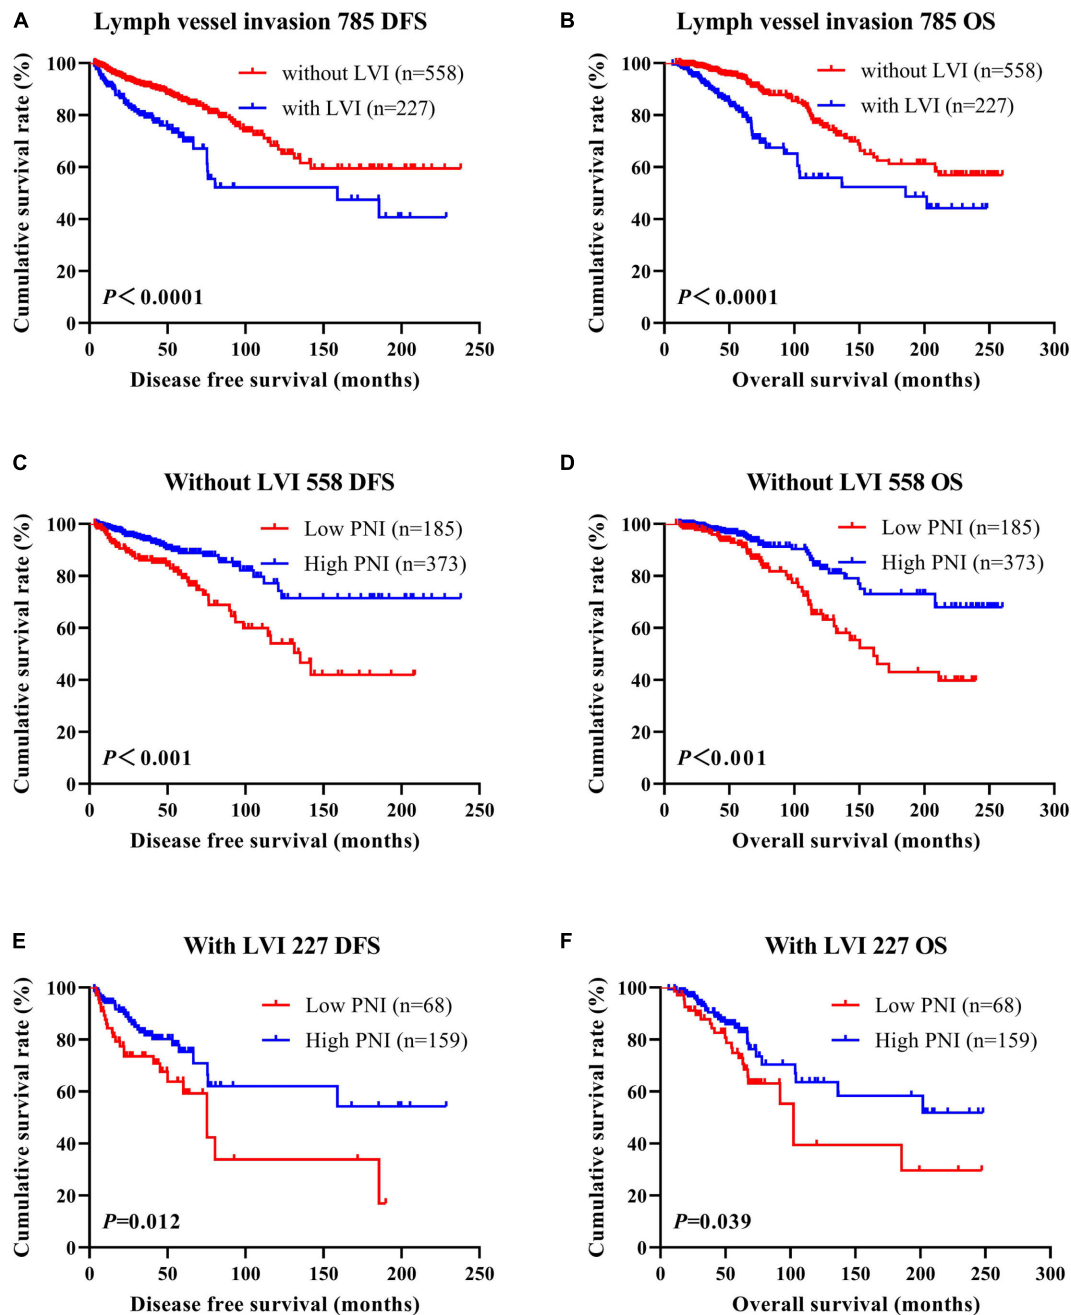 A
Lymph vessel invasion 785 DFS
Cumulative survival rate (%)
100
80
60
40
20
0
without LVI (n=558)
with LVI (n=227)
P< 0.0001
0 50 100 150 200 250
Disease free survival (months)
B
Lymph vessel invasion 785 OS
Cumulative survival rate (%)
100
80
60
40
20
0
without LVI (n=558)
with LVI (n=227)
P< 0.0001
0 50 100 150 200 250 300
Overall survival (months)
C
Without LVI 558 DFS
Cumulative survival rate (%)
100
80
60
40
20
0
Low PNI (n=185)
High PNI (n=373)
P< 0.001
0 50 100 150 200 250
Disease free survival (months)
D
Without LVI 558 OS
Cumulative survival rate (%)
100
80
60
40
20
0
Low PNI (n=185)
High PNI (n=373)
P<0.001
0 50 100 150 200 250 300
Overall survival (months)
E
With LVI 227 DFS
Cumulative survival rate (%)
100
80
60
40
20
0
Low PNI (n=68)
High PNI (n=159)
P=0.012
0 50 100 150 200 250
Disease free survival (months)
F
With LVI 227 OS
Cumulative survival rate (%)
100
80
60
40
20
0
Low PNI (n=68)
High PNI (n=159)
P=0.039
0 50 100 150 200 250 300
Overall survival (months)